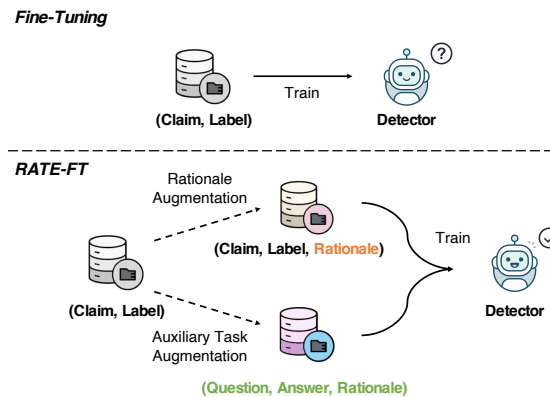 Fine-Tuning
?
Train
(Claim, Label)
Detector
RATE-FT
Rationale
Augmentation
(Claim, Label, Rationale)
Train
(Claim, Label)
Detector
Auxiliary Task
Augmentation
(Question, Answer, Rationale)